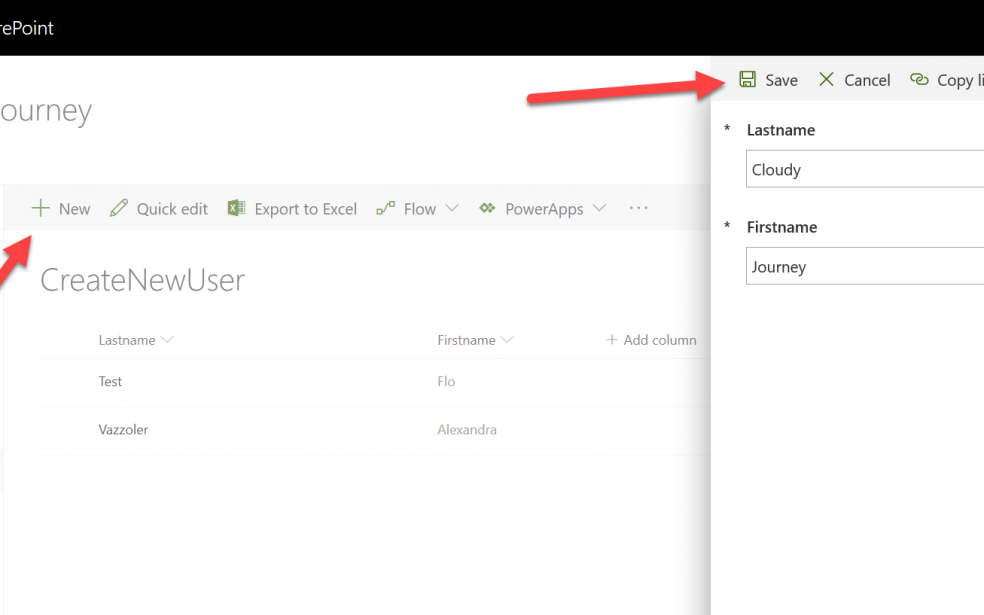 rePoint
ourney
New Quick edit Export to Excel Flow PowerApps ...
CreateNewUser
Lastname Firstname + Add column
Test Flo
Vazzoler Alexandra
Save Cancel Copy li
* Lastname
Cloudy
* Firstname
Journey